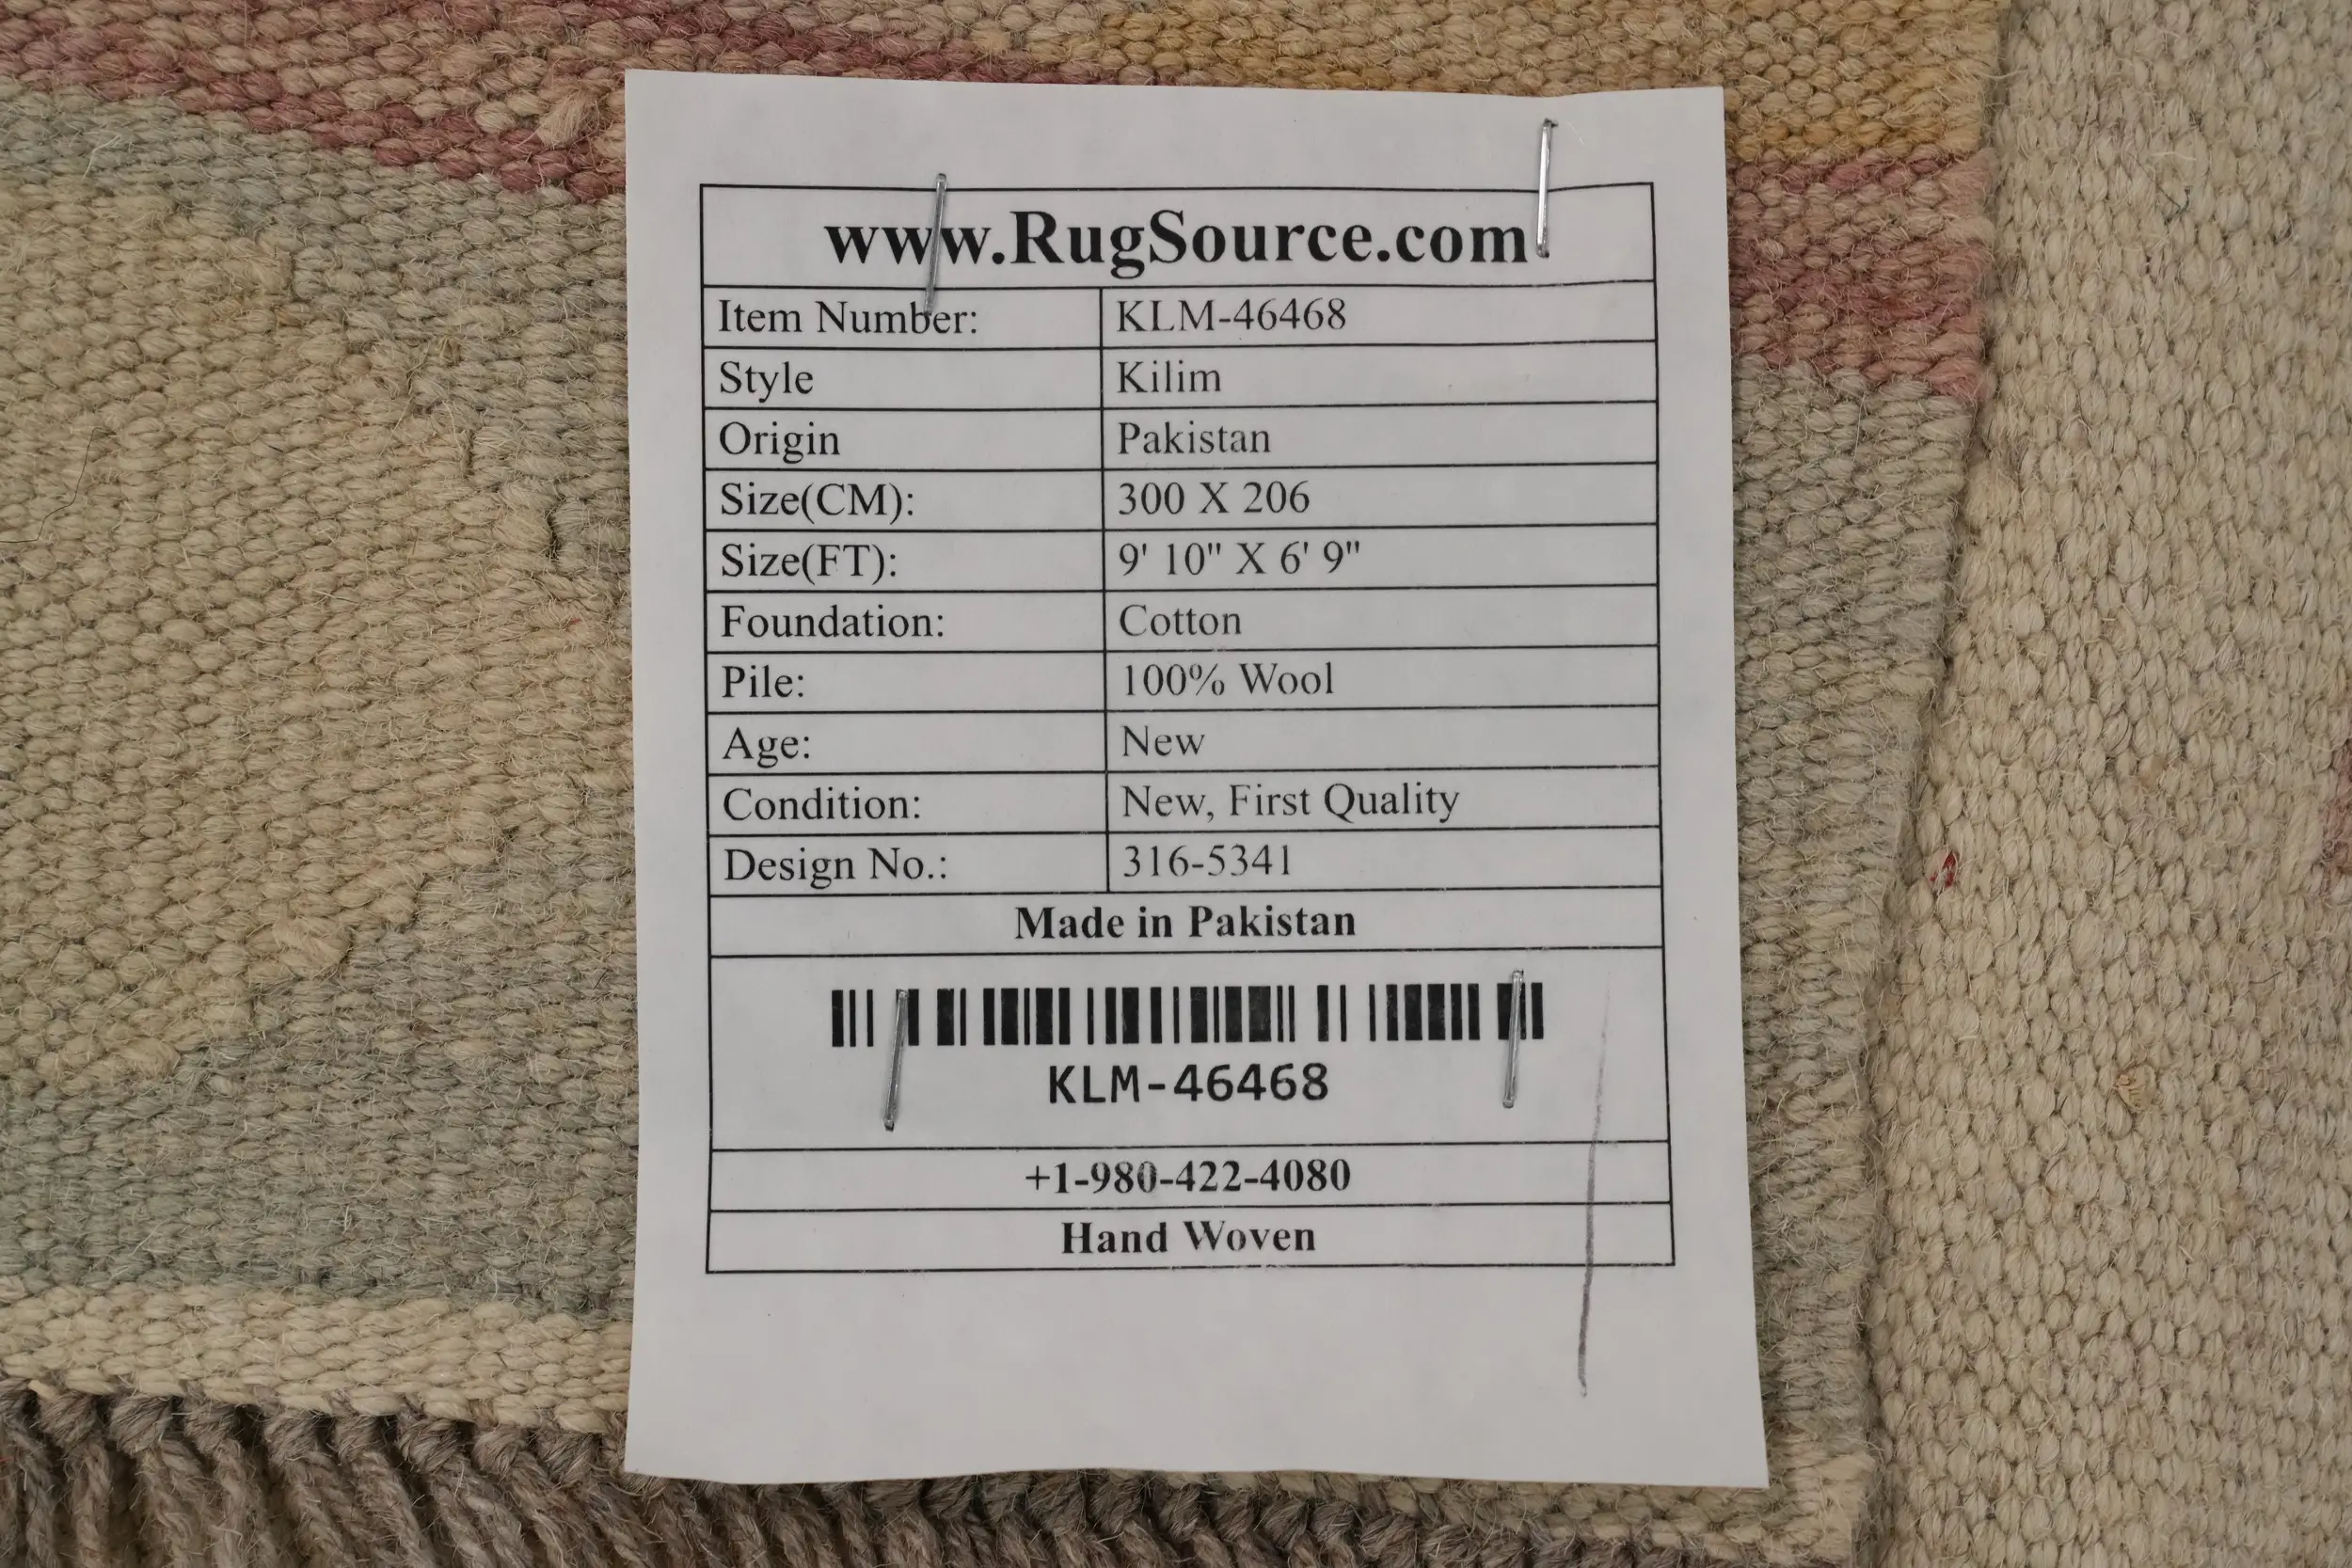 www.RugSource.com
Item Number: KLM-46468
Style Kilim
Origin Pakistan
Size(CM): 300 X 206
Size(FT): 9' 10" X 6' 9"
Foundation: Cotton
Pile: 100% Wool
Age: New
Condition: New, First Quality
Design No.: 316-5341
Made in Pakistan
KLM-46468
+1-980-422-4080
Hand Woven